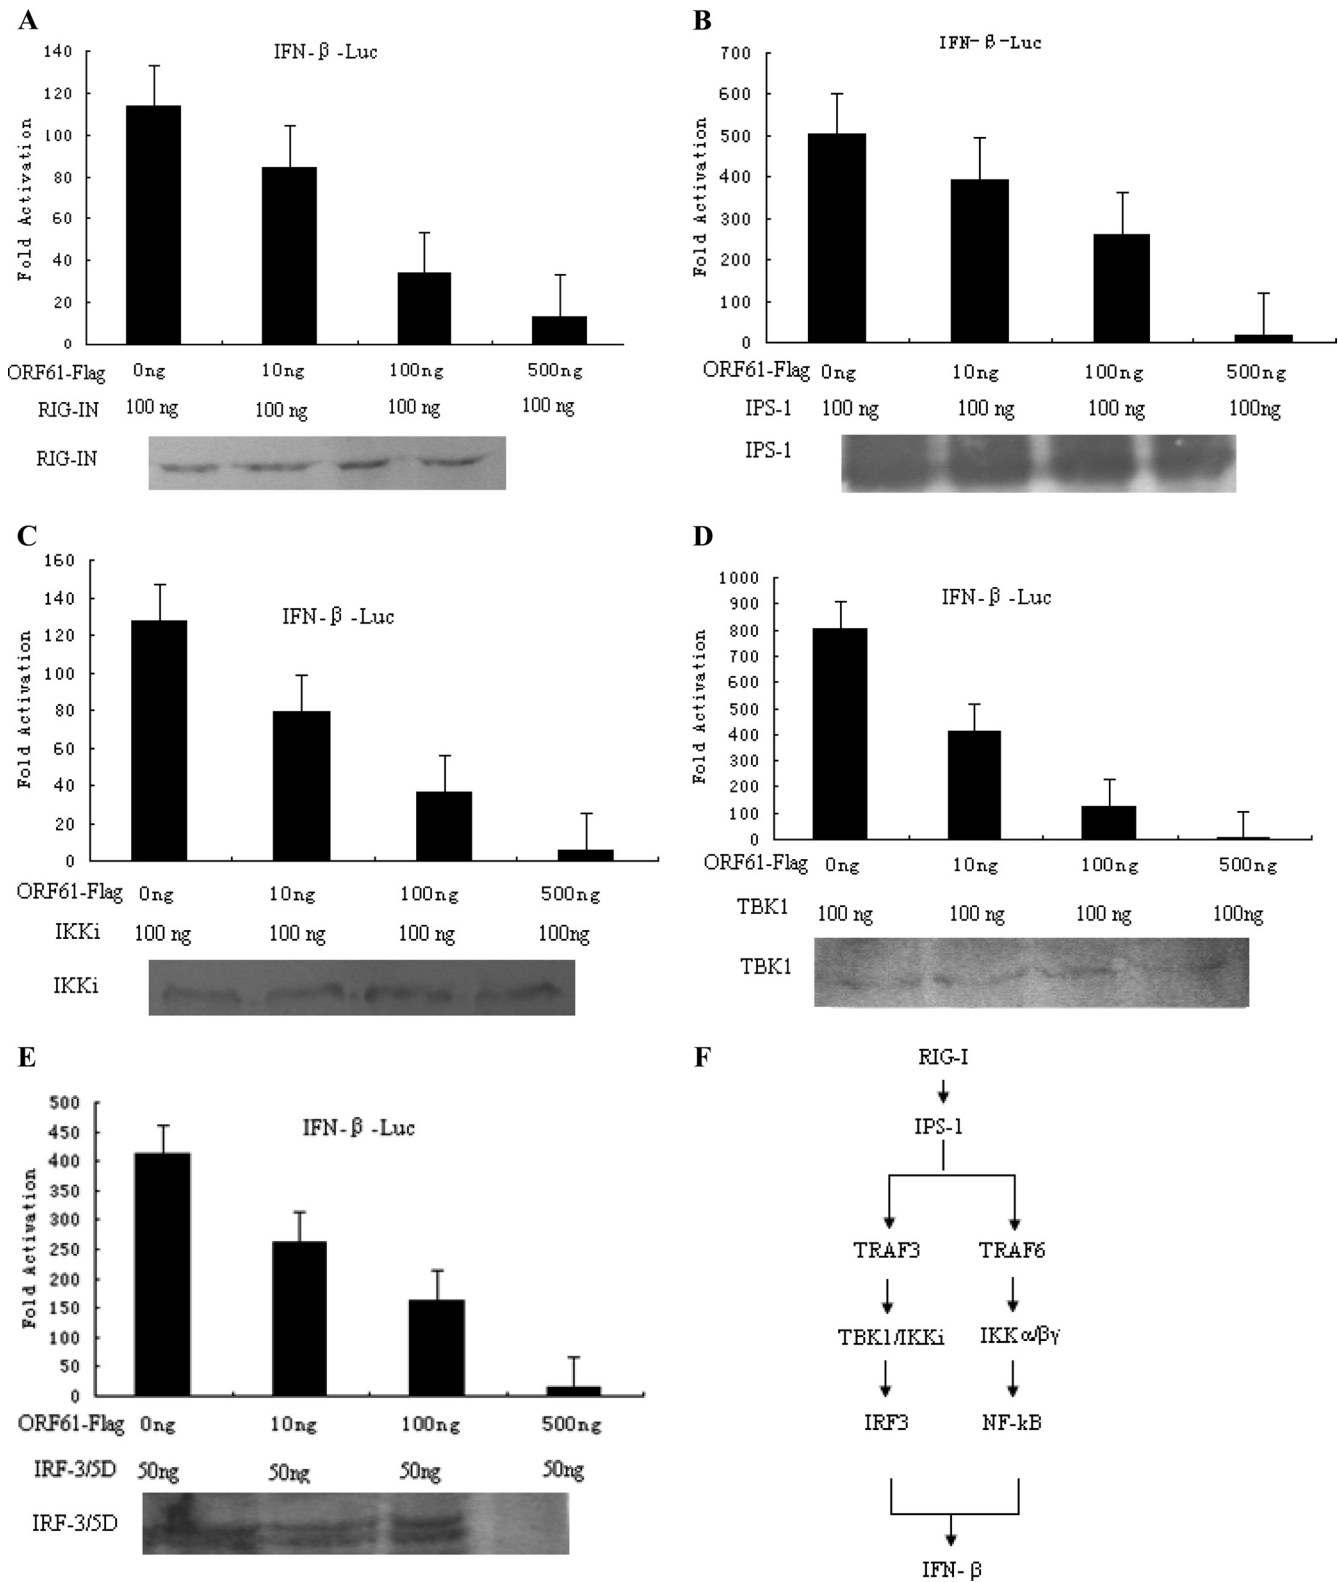 A
IFN-β-Luc
Fold Activation
140
120
100
80
60
40
20
0
ORF61-Flag 0ng 10ng 100ng 500ng
RIG-IN 100 ng 100 ng 100 ng 100 ng
RIG-IN
B
IFN-β-Luc
Fold Activation
700
600
500
400
300
200
100
0
ORF61-Flag 0ng 10ng 100ng 500ng
IPS-1 100 ng 100 ng 100 ng 100ng
IPS-1
C
IFN-β-Luc
Fold Activation
160
140
120
100
80
60
40
20
0
ORF61-Flag 0ng 10ng 100ng 500ng
IKKi 100 ng 100 ng 100 ng 100ng
IKKi
D
IFN-β-Luc
Fold Activation
1000
900
800
700
600
500
400
300
200
100
0
ORF61-Flag 0ng 10ng 100ng 500ng
TBK1 100 ng 100 ng 100 ng 100ng
TBK1
E
IFN-β-Luc
Fold Activation
500
450
400
350
300
250
200
150
100
50
0
ORF61-Flag 0ng 10ng 100ng 500ng
IRF-3/5D 50ng 50ng 50ng 50ng
IRF-3/5D
F
RIG-I
IPS-1
TRAF3 TRAF6
TBK1/IKKi IKKα/βγ
IRF3 NF-kB
IFN-β